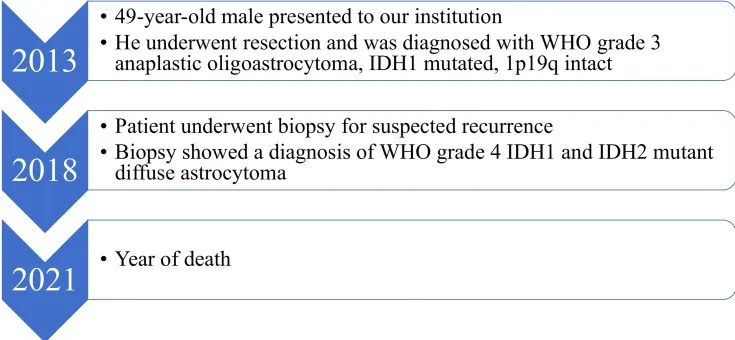 2013
• 49-year-old male presented to our institution
• He underwent resection and was diagnosed with WHO grade 3
anaplastic oligoastrocytoma, IDH1 mutated, 1p19q intact
2018
• Patient underwent biopsy for suspected recurrence
• Biopsy showed a diagnosis of WHO grade 4 IDH1 and IDH2 mutant
diffuse astrocytoma
2021
• Year of death